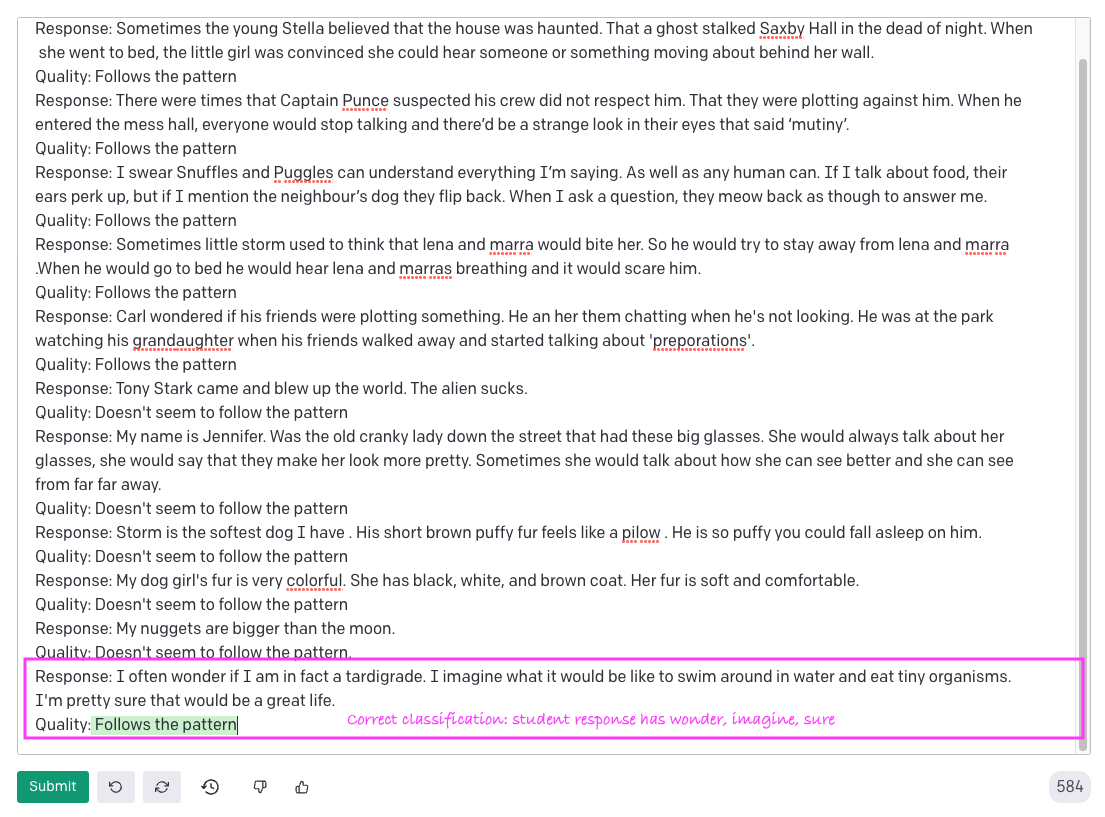 Response: Sometimes the young Stella believed that the house was haunted. That a ghost stalked Saxby Hall in the dead of night. When
she went to bed, the little girl was convinced she could hear someone or something moving about behind her wall.
Quality: Follows the pattern
Response: There were times that Captain Punce suspected his crew did not respect him. That they were plotting against him. When he
entered the mess hall, everyone would stop talking and there’d be a strange look in their eyes that said ‘mutiny’.
Quality: Follows the pattern
Response: I swear Snuffles and Puggles can understand everything I’m saying. As well as any human can. If I talk about food, their
ears perk up, but if I mention the neighbour’s dog they flip back. When I ask a question, they meow back as though to answer me.
Quality: Follows the pattern
Response: Sometimes little storm used to think that lena and marra would bite her. So he would try to stay away from lena and marra
.When he would go to bed he would hear lena and marras breathing and it would scare him.
Quality: Follows the pattern
Response: Carl wondered if his friends were plotting something. He an her them chatting when he's not looking. He was at the park
watching his grandaughter when his friends walked away and started talking about 'preporations'.
Quality: Follows the pattern
Response: Tony Stark came and blew up the world. The alien sucks.
Quality: Doesn't seem to follow the pattern
Response: My name is Jennifer. Was the old cranky lady down the street that had these big glasses. She would always talk about her
glasses, she would say that they make her look more pretty. Sometimes she would talk about how she can see better and she can see
from far far away.
Quality: Doesn't seem to follow the pattern
Response: Storm is the softest dog I have . His short brown puffy fur feels like a pilow . He is so puffy you could fall asleep on him.
Quality: Doesn't seem to follow the pattern
Response: My dog girl's fur is very colorful. She has black, white, and brown coat. Her fur is soft and comfortable.
Quality: Doesn't seem to follow the pattern
Response: My nuggets are bigger than the moon.
Quality: Doesn't seem to follow the pattern.
Response: I often wonder if I am in fact a tardigrade. I imagine what it would be like to swim around in water and eat tiny organisms.
I'm pretty sure that would be a great life.
Quality: Follows the pattern
Correct classification: student response has wonder, imagine, sure
Submit
584